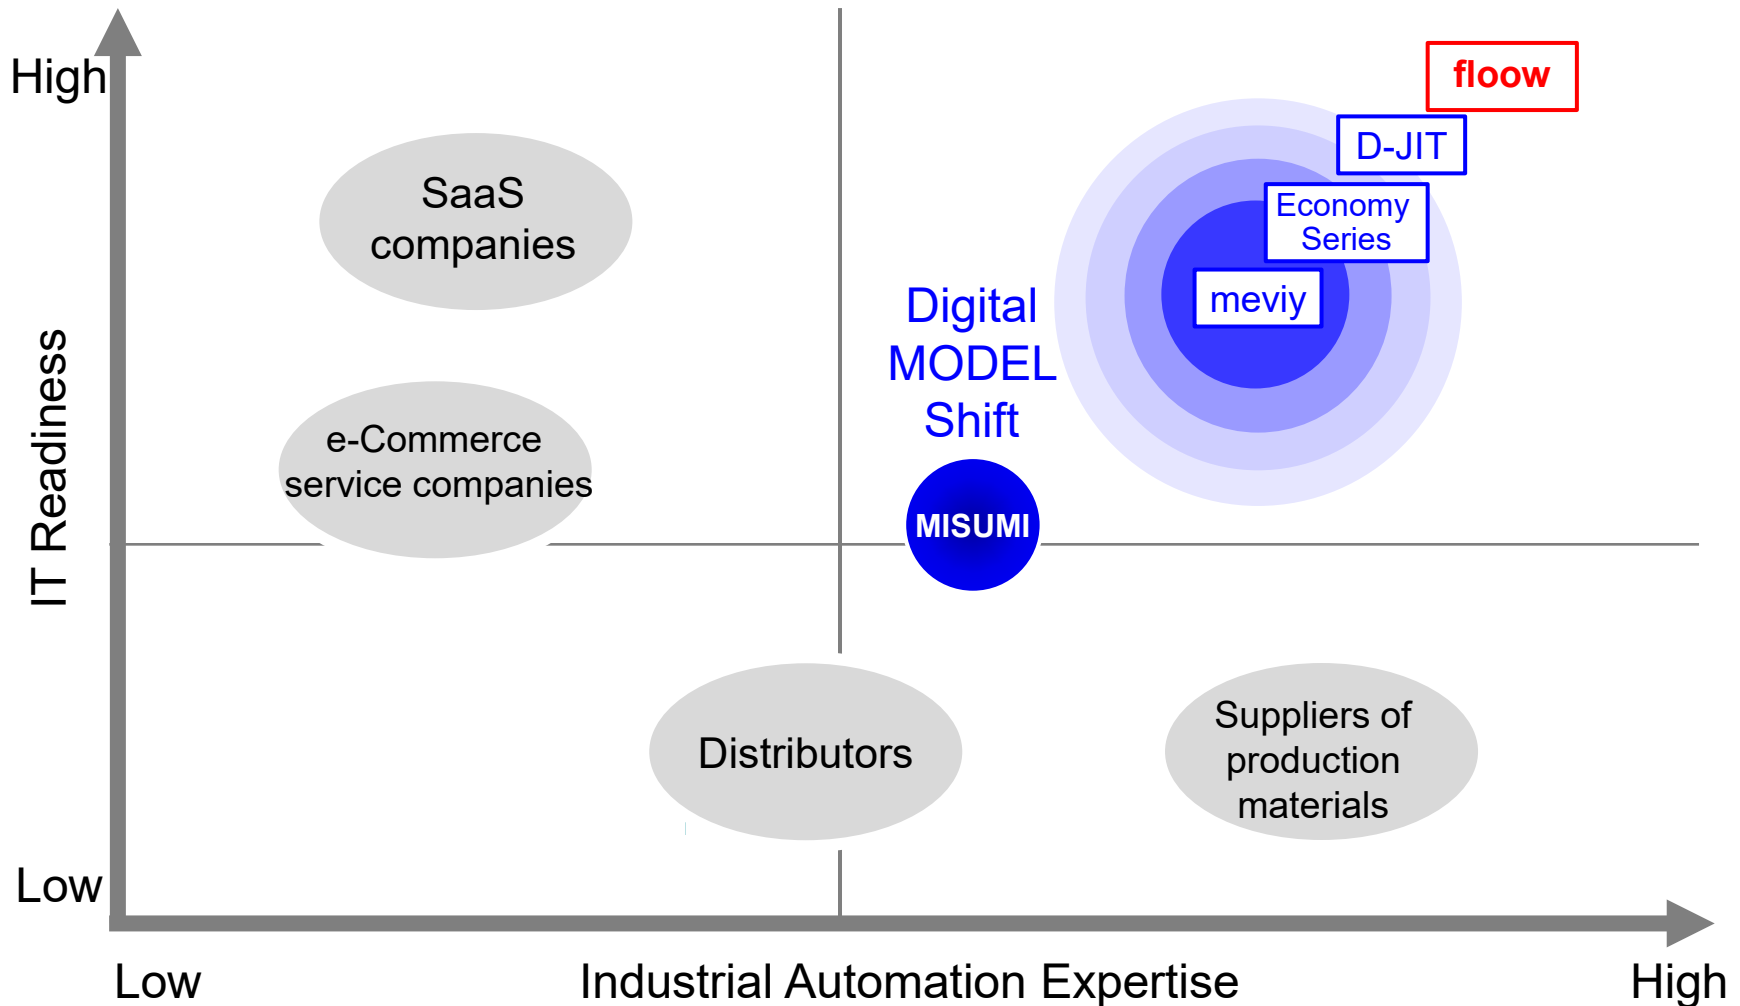 High
floow
D-JIT
SaaS
companies
Economy
Series
meviy
Digital
MODEL
Shift
IT Readiness
e-Commerce
service companies
MISUMI
Distributors
Suppliers of
production
materials
Low
Low
Industrial Automation Expertise
High